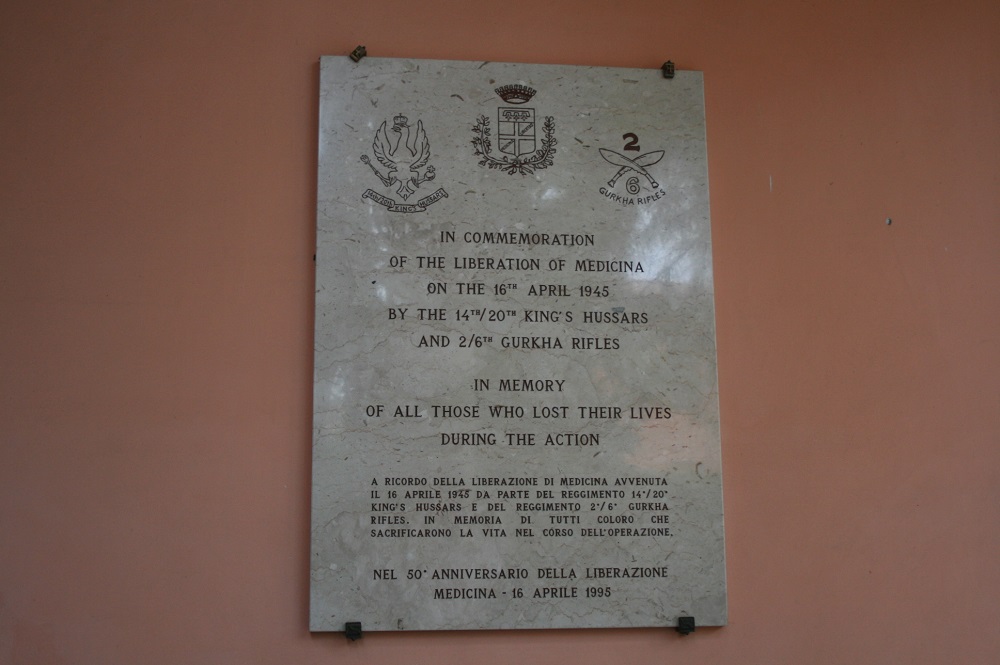 14TH/20TH KING'S HUSSARS
2
6
GURKHA RIFLES
IN COMMEMORATION
OF THE LIBERATION OF MEDICINA
ON THE 16TH APRIL 1945
BY THE 14TH/20TH KING'S HUSSARS
AND 2/6TH GURKHA RIFLES
IN MEMORY
OF ALL THOSE WHO LOST THEIR LIVES
DURING THE ACTION
A RICORDO DELLA LIBERAZIONE DI MEDICINA AVVENUTA
IL 16 APRILE 1945 DA PARTE DEL REGGIMENTO 14°/20°
KING'S HUSSARS E DEL REGGIMENTO 2°/6° GURKHA
RIFLES. IN MEMORIA DI TUTTI COLORO CHE
SACRIFICARONO LA VITA NEL CORSO DELL'OPERAZIONE.
NEL 50° ANNIVERSARIO DELLA LIBERAZIONE
MEDICINA - 16 APRILE 1995